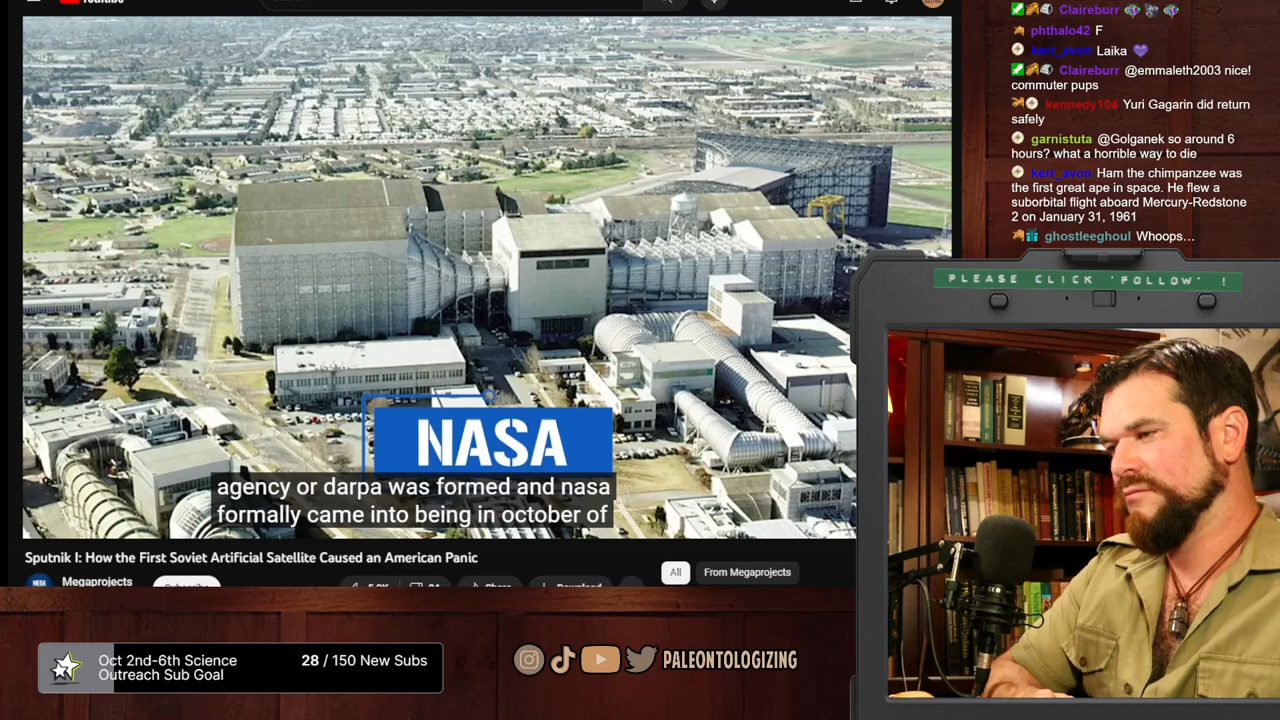 Claireburr
phthalo42 F
kerr_avon Laika
Claireburr @emmaleth2003 nice!
commuter pups
kennedy104 Yuri Gagarin did return
safely
garnistuta @Golganek so around 6
hours? what a horrible way to die
kerr_avon Ham the chimpanzee was
the first great ape in space. He flew a
suborbital flight aboard Mercury-Redstone
2 on January 31, 1961
ghostleeghoul Whoops…
PLEASE CLICK 'FOLLOW' !
NASA
agency or darpa was formed and nasa
formally came into being in october of
Sputnik I: How the First Soviet Artificial Satellite Caused an American Panic
Megaprojects
All
From Megaprojects
Oct 2nd-6th Science
Outreach Sub Goal
28 / 150 New Subs
PALEONTOLOGIZING